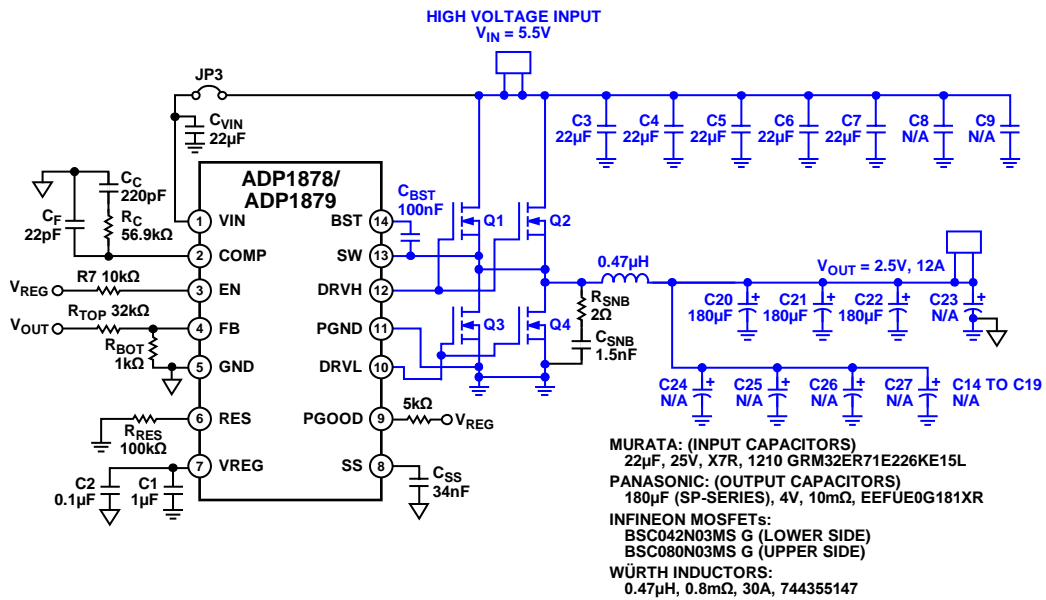 HIGH VOLTAGE INPUT
VIN = 5.5V
JP3
CVIN
22µF
C3
22µF
C4
22µF
C5
22µF
C6
22µF
C7
22µF
C8
N/A
C9
N/A
ADP1878/
ADP1879
CC
220pF
CF
22pF
RC
56.9kΩ
CBST
100nF
1 VIN
BST 14
Q1
Q2
2 COMP
SW 13
0.47µH
VOUT = 2.5V, 12A
VREG
R7 10kΩ
3 EN
DRVH 12
RSNB
2Ω
C20
180µF
C21
180µF
C22
180µF
C23
N/A
VOUT
RTOP 32kΩ
4 FB
PGND 11
Q3
Q4
RBOT
1kΩ
5 GND
DRVL 10
CSNB
1.5nF
C24
N/A
C25
N/A
C26
N/A
C27
N/A
C14 TO C19
N/A
6 RES
RRES
100kΩ
PGOOD 9
5kΩ
VREG
7 VREG
SS 8
C2
0.1µF
C1
1µF
CSS
34nF
MURATA: (INPUT CAPACITORS)
22µF, 25V, X7R, 1210 GRM32ER71E226KE15L
PANASONIC: (OUTPUT CAPACITORS)
180µF (SP-SERIES), 4V, 10mΩ, EEFUE0G181XR
INFINEON MOSFETs:
BSC042N03MS G (LOWER SIDE)
BSC080N03MS G (UPPER SIDE)
WÜRTH INDUCTORS:
0.47µH, 0.8mΩ, 30A, 744355147